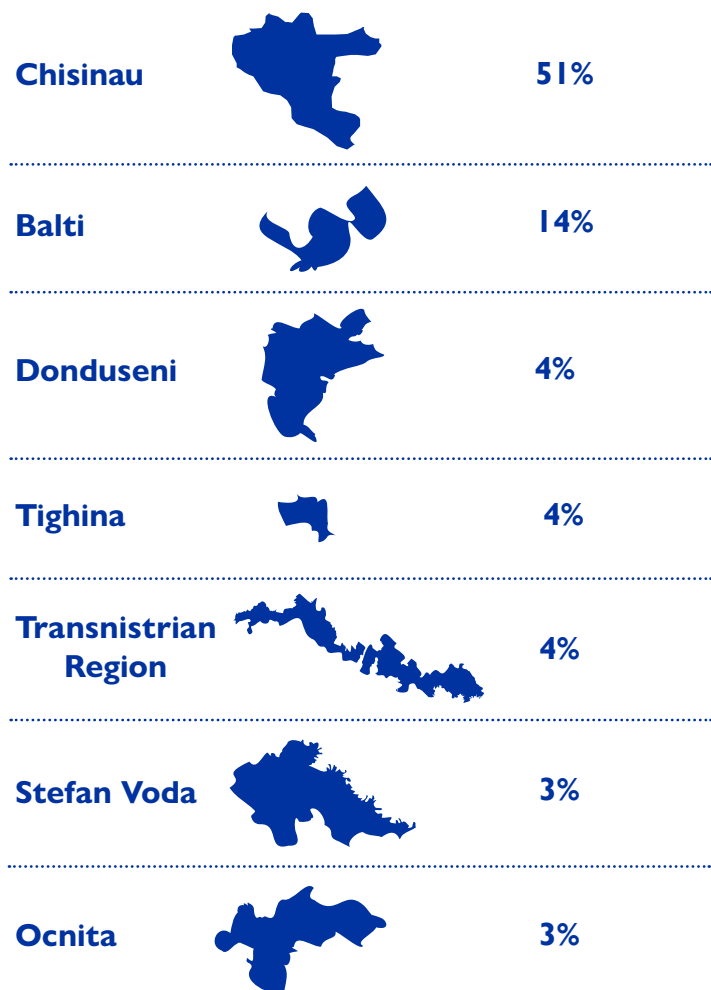 Chisinau 51%
Balti 14%
Donduseni 4%
Tighina 4%
Transnistrian
Region 4%
Stefan Voda 3%
Ocnita 3%